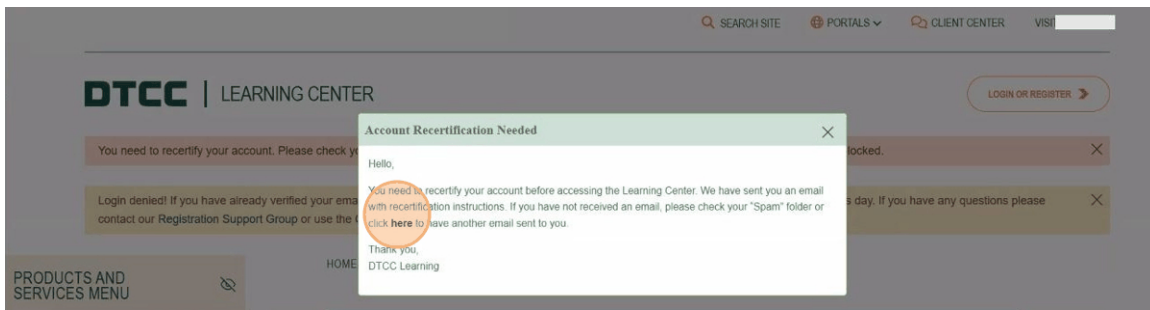 SEARCH SITE PORTALS CLIENT CENTER
DTCC | LEARNING CENTER
LOGIN OR REGISTER
Account Recertification Needed
You need to recertify your account. Please check
locked.
Hello,
You need to recertify your account before accessing the Learning Center. We have sent you an email
with recertification instructions. If you have not received an email, please check your "Spam" folder or
click here to have another email sent to you.
Thank you,
DTCC Learning
Login denied! If you have already verified your
day. If you have any questions please
contact our Registration Support Group or use the
HOME
PRODUCTS AND
SERVICES MENU